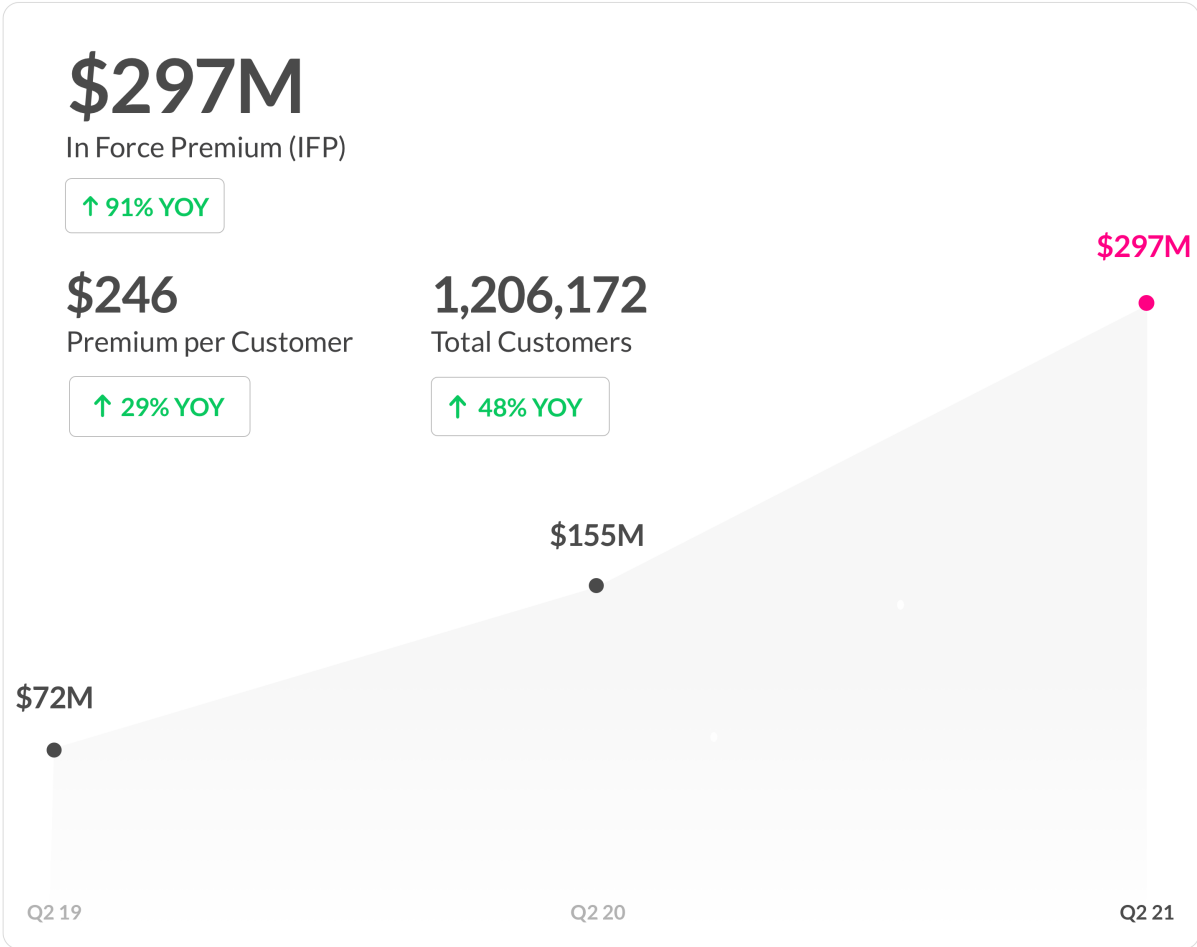 $297M
In Force Premium (IFP)
↑ 91% YOY
$246
Premium per Customer
↑ 29% YOY
1,206,172
Total Customers
↑ 48% YOY
$297M
$155M
$72M
Q2 19
Q2 20
Q2 21